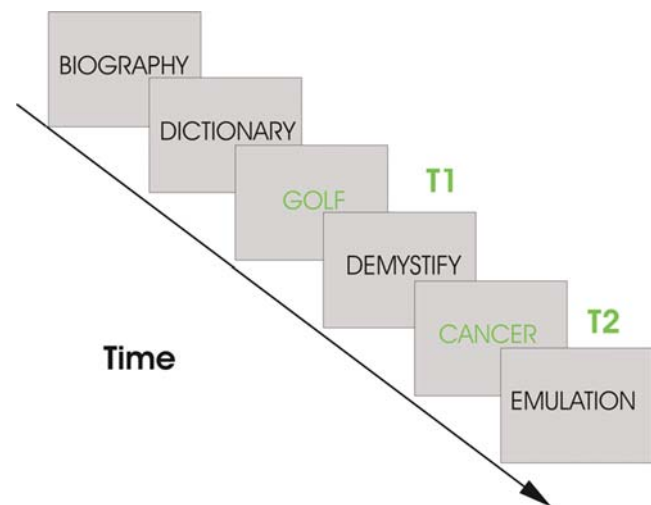 BIOGRAPHY
DICTIONARY
GOLF
T1
DEMYSTIFY
CANCER
T2
Time
EMULATION